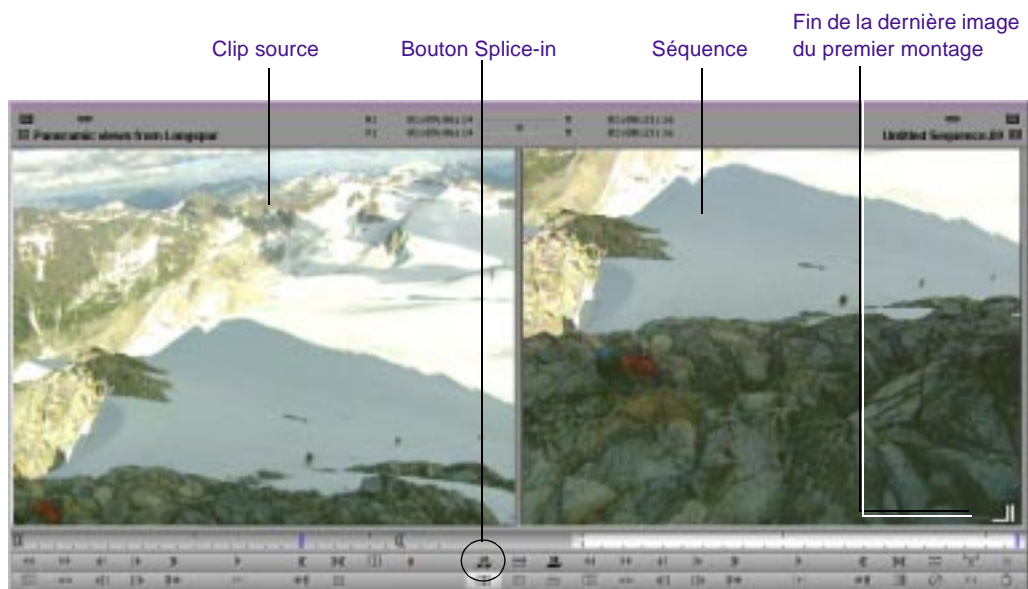 Fin de la dernière image
Clip source Bouton Splice-in Séquence du premier montage
Panoramic views from Longspur
Untitled Sequence.09